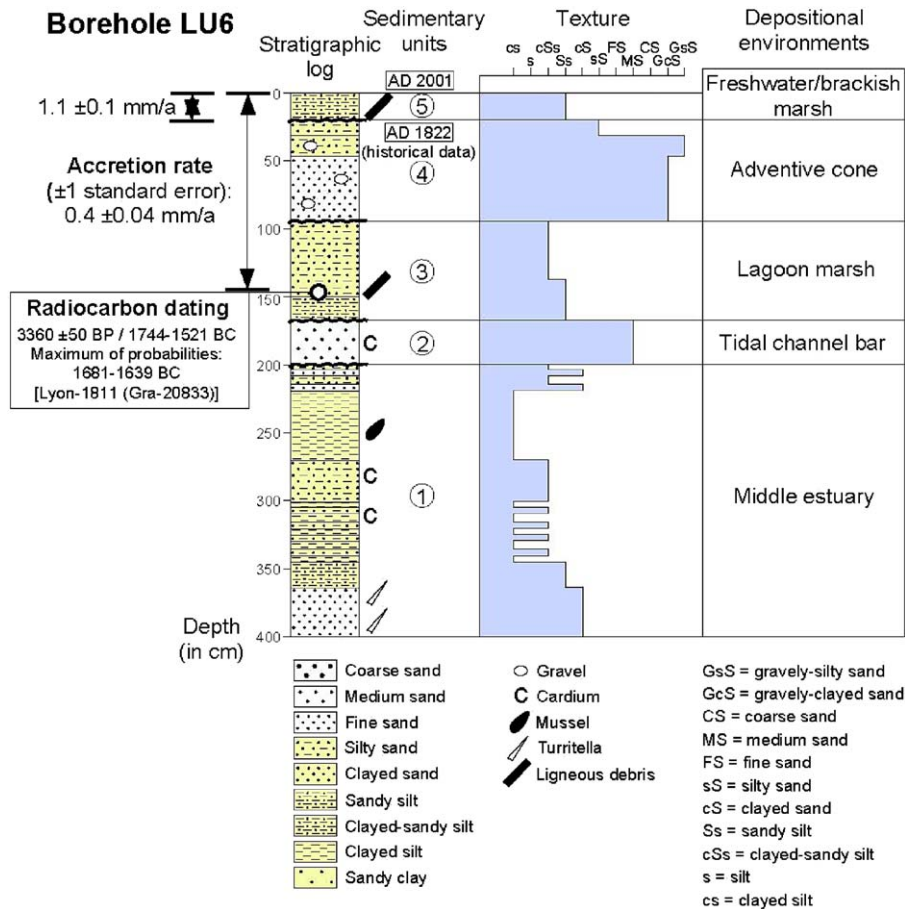 Borehole LU6
Stratigraphic
log
Sedimentary
units
Texture
Depositional
environments
cs
s
cSs
Ss
cS
sS
FS
MS
CS
GcS
GsS
AD 2001
1.1 ±0.1 mm/a
0
5
Freshwater/brackish
marsh
AD 1822
(historical data)
Accretion rate
(±1 standard error):
0.4 ±0.04 mm/a
50
4
Adventive cone
100
3
Lagoon marsh
150
Radiocarbon dating
3360 ±50 BP / 1744-1521 BC
Maximum of probabilities:
1681-1639 BC
[Lyon-1811 (Gra-20833)]
C
2
Tidal channel bar
200
250
C
300
1
Middle estuary
C
350
Depth
(in cm)
400
Coarse sand
Medium sand
Fine sand
Silty sand
Clayed sand
Sandy silt
Clayed-sandy silt
Clayed silt
Sandy clay
Gravel
C Cardium
Mussel
Turritella
Ligneous debris
GsS = gravely-silty sand
GcS = gravely-clayed sand
CS = coarse sand
MS = medium sand
FS = fine sand
sS = silty sand
cS = clayed sand
Ss = sandy silt
cSs = clayed-sandy silt
s = silt
cs = clayed silt